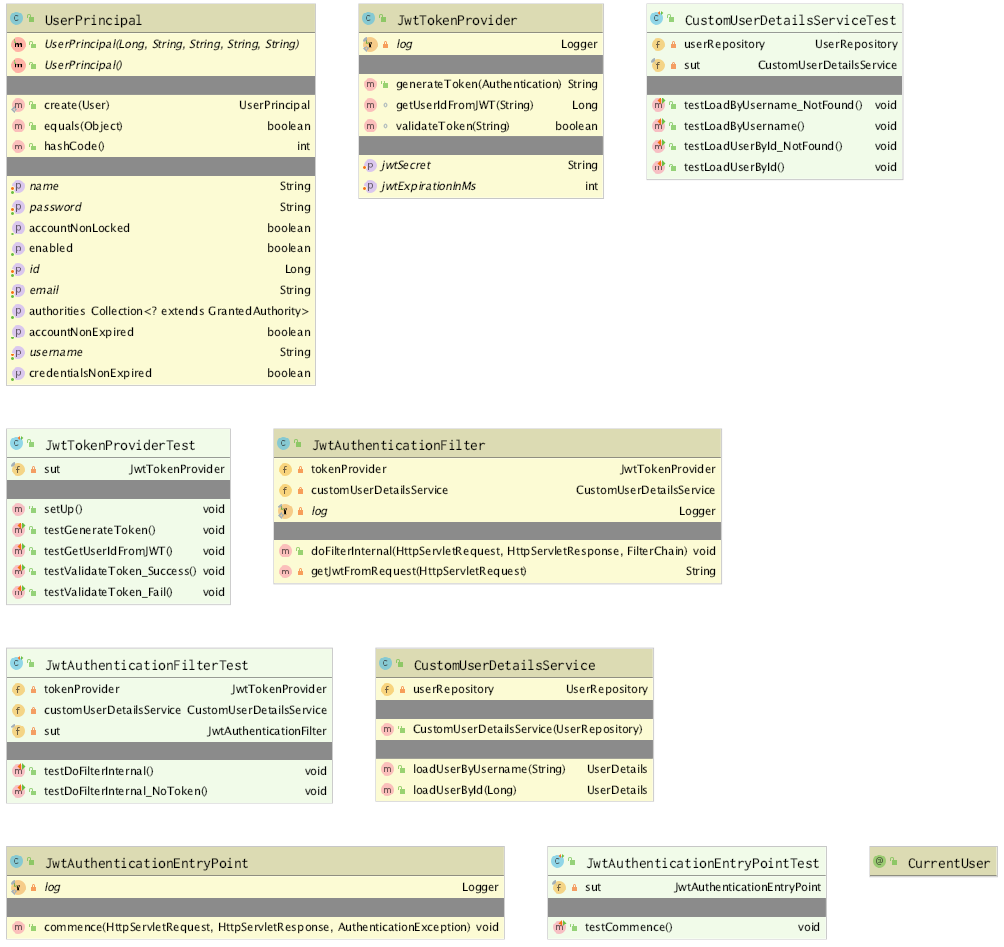 UserPrincipal
UserPrincipal(Long, String, String, String, String)
UserPrincipal()
create(User) UserPrincipal
equals(Object) boolean
hashCode() int
name String
password String
accountNonLocked boolean
enabled boolean
id Long
email String
authorities Collection<? extends GrantedAuthority>
accountNonExpired boolean
username String
credentialsNonExpired boolean
JwtTokenProvider
log Logger
generateToken(Authentication) String
getUserIdFromJWT(String) Long
validateToken(String) boolean
jwtSecret String
jwtExpirationInMs int
CustomUserDetailsServiceTest
userRepository UserRepository
sut CustomUserDetailsService
testLoadByUsername_NotFound() void
testLoadByUsername() void
testLoadUserById_NotFound() void
testLoadUserById() void
JwtTokenProviderTest
sut JwtTokenProvider
setUp() void
testGenerateToken() void
testGetUserIdFromJWT() void
testValidateToken_Success() void
testValidateToken_Fail() void
JwtAuthenticationFilter
tokenProvider JwtTokenProvider
customUserDetailsService CustomUserDetailsService
log Logger
doFilterInternal(HttpServletRequest, HttpServletResponse, FilterChain) void
getJwtFromRequest(HttpServletRequest) String
JwtAuthenticationFilterTest
tokenProvider JwtTokenProvider
customUserDetailsService CustomUserDetailsService
sut JwtAuthenticationFilter
testDoFilterInternal() void
testDoFilterInternal_NoToken() void
CustomUserDetailsService
userRepository UserRepository
CustomUserDetailsService(UserRepository)
loadUserByUsername(String) UserDetails
loadUserById(Long) UserDetails
JwtAuthenticationEntryPoint
log Logger
commence(HttpServletRequest, HttpServletResponse, AuthenticationException) void
JwtAuthenticationEntryPointTest
sut JwtAuthenticationEntryPoint
testCommence() void
CurrentUser